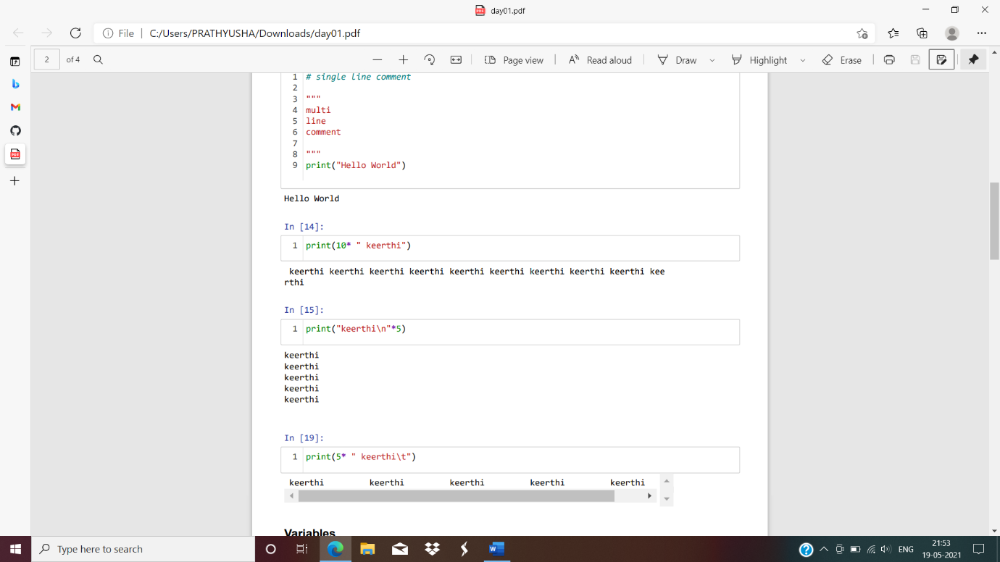 day01.pdf
File | C:/Users/PRATHYUSHA/Downloads/day01.pdf
2 of 4 Page view Read aloud Draw Highlight Erase
1 # single line comment
2
3 """
4 multi
5 line
6 comment
7
8 """
9 print("Hello World")
Hello World
In [14]:
1 print(10* " keerthi")
keerthi keerthi keerthi keerthi keerthi keerthi keerthi keerthi keerthi kee
rthi
In [15]:
1 print("keerthi\n"*5)
keerthi
keerthi
keerthi
keerthi
keerthi
In [19]:
1 print(5* " keerthi\t")
keerthi keerthi keerthi keerthi keerthi
Variables
Type here to search
ENG
21:53
19-05-2021